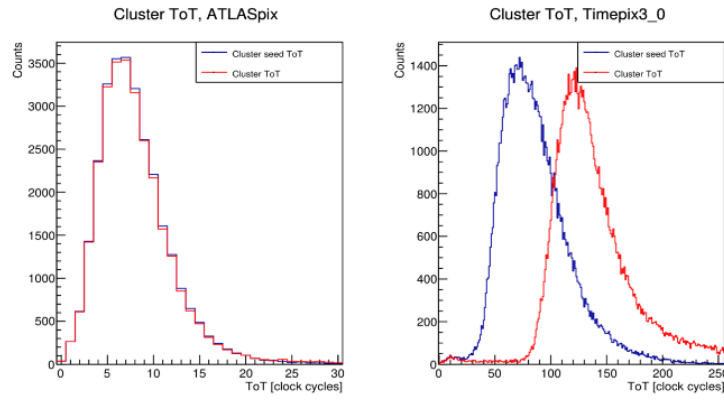 Cluster ToT, ATLASpix
Counts
3500
3000
2500
2000
1500
1000
500
0
0 5 10 15 20 25 30
ToT [clock cycles]
Cluster seed ToT
Cluster ToT
Cluster ToT, Timepix3_0
Counts
1400
1200
1000
800
600
400
200
0
0 50 100 150 200 250
ToT [clock cycles]
Cluster seed ToT
Cluster ToT